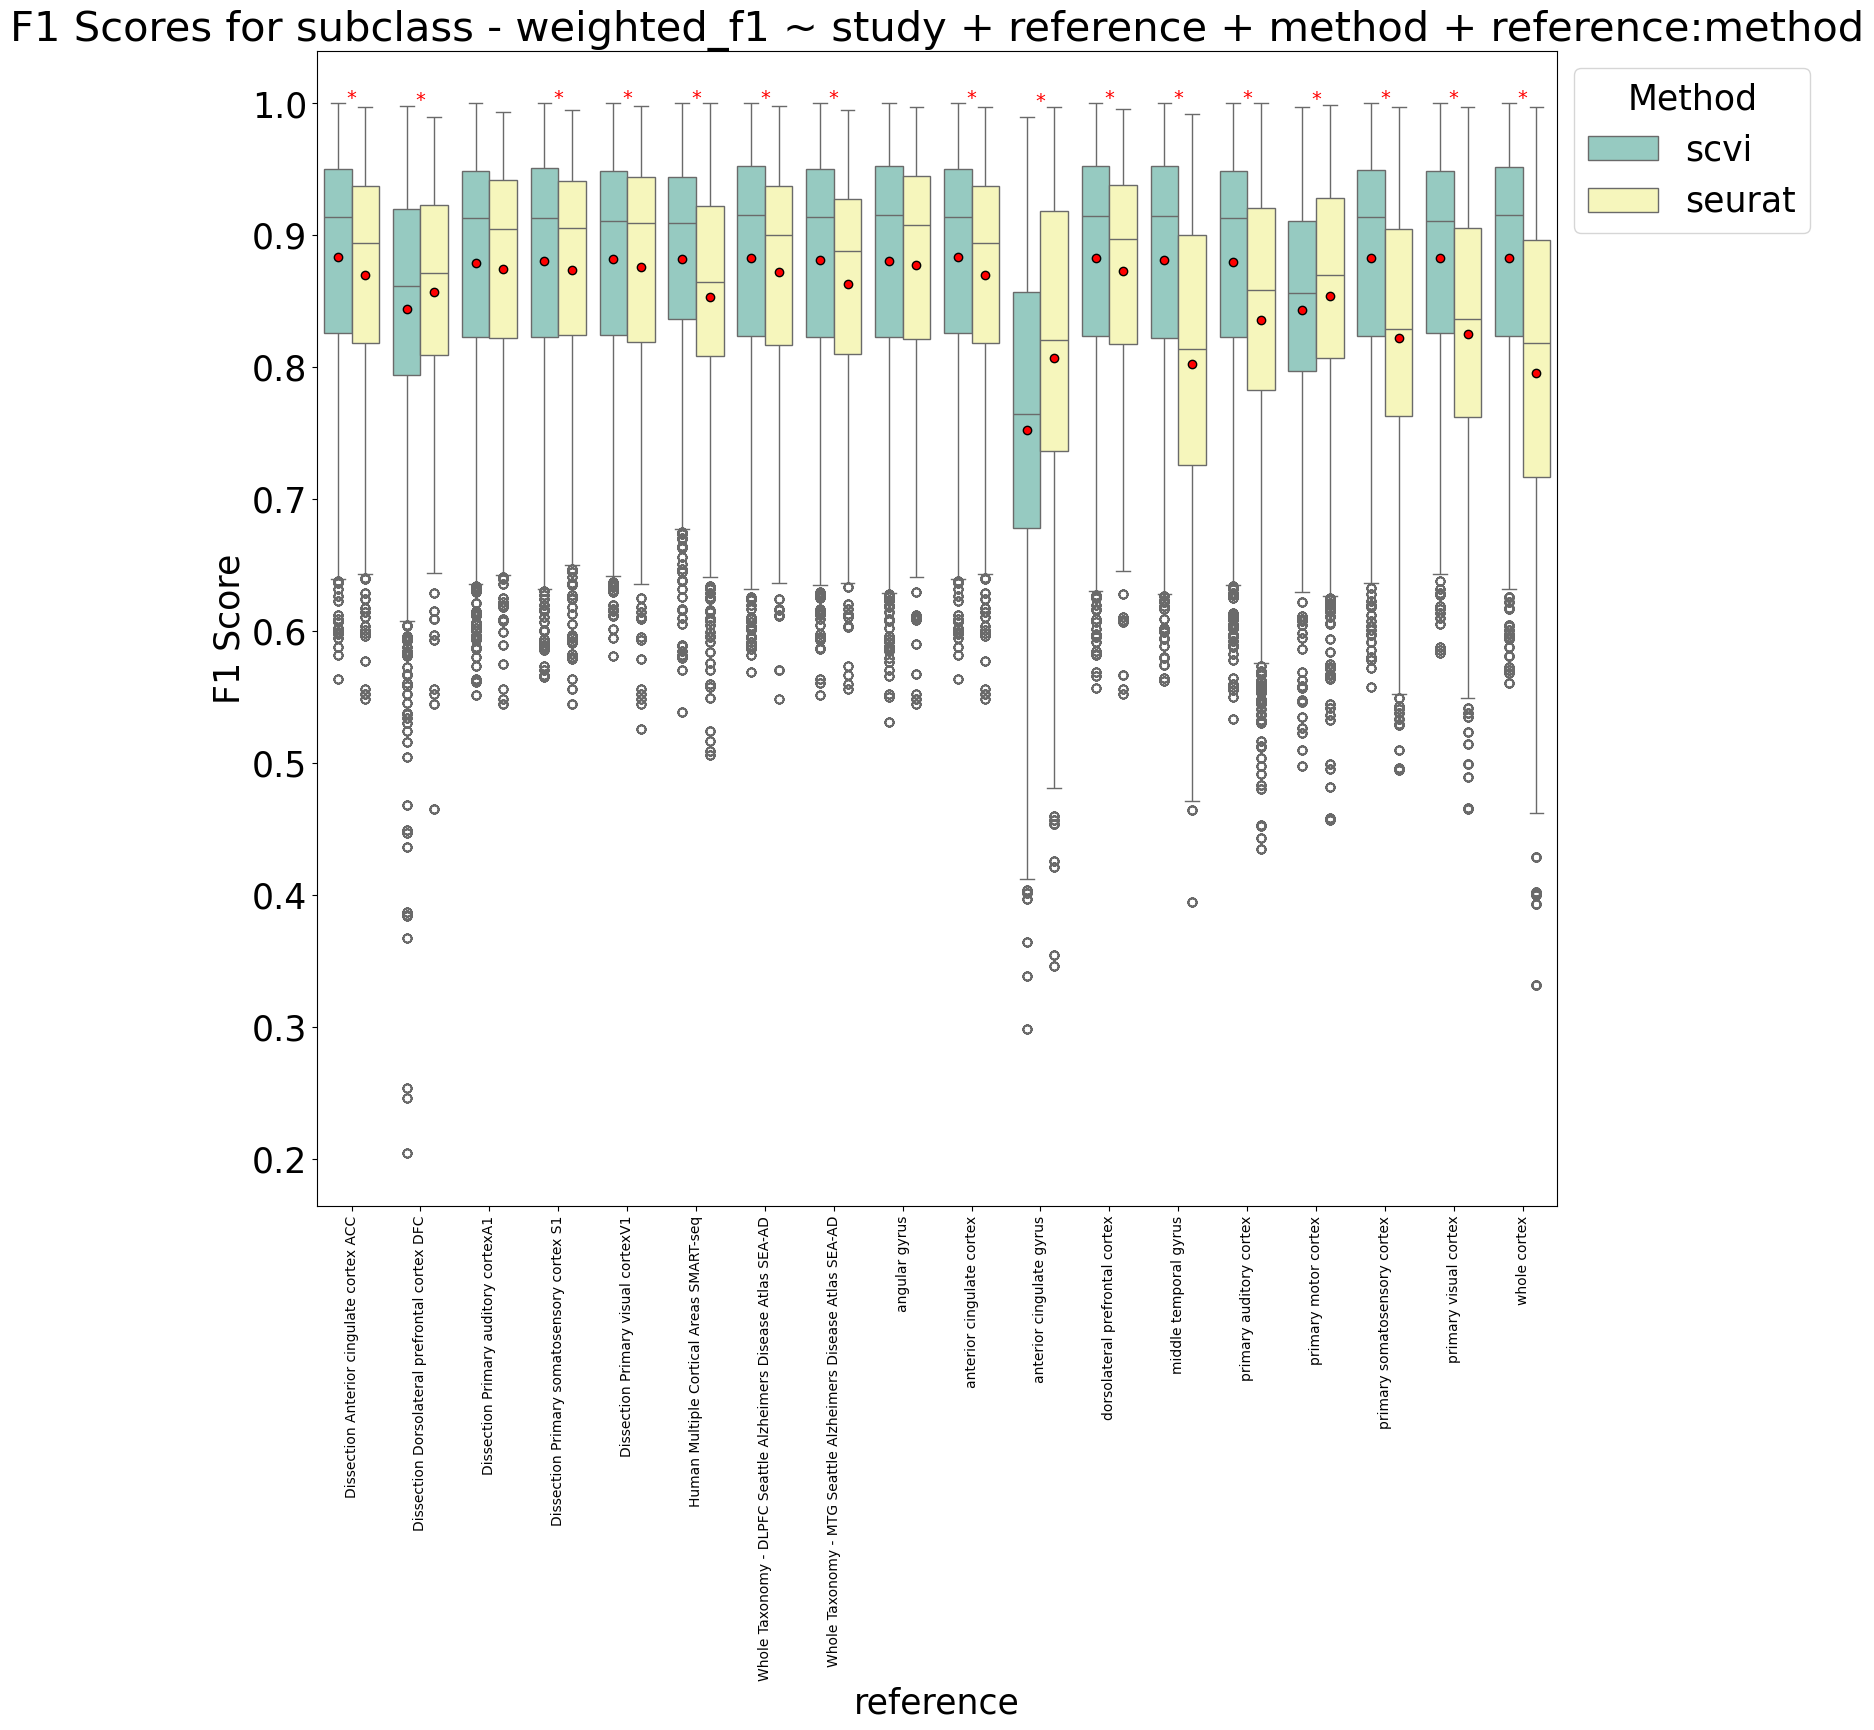 F1 Scores for subclass - weighted_f1 ~ study + reference + method + reference:method
* * * * * * * * * * * * * * * *
Method
scvi
seurat
F1 Score
1.0
0.9
0.8
0.7
0.6
0.5
0.4
0.3
0.2
Dissection Anterior cingulate cortex ACC
Dissection Dorsolateral prefrontal cortex DFC
Dissection Primary auditory cortexA1
Dissection Primary somatosensory cortex S1
Dissection Primary visual cortexV1
Human Multiple Cortical Areas SMART-seq
Whole Taxonomy - DLPFC Seattle Alzheimers Disease Atlas SEA-AD
Whole Taxonomy - MTG Seattle Alzheimers Disease Atlas SEA-AD
angular gyrus
anterior cingulate cortex
anterior cingulate gyrus
dorsolateral prefrontal cortex
middle temporal gyrus
primary auditory cortex
primary motor cortex
primary somatosensory cortex
primary visual cortex
whole cortex
reference